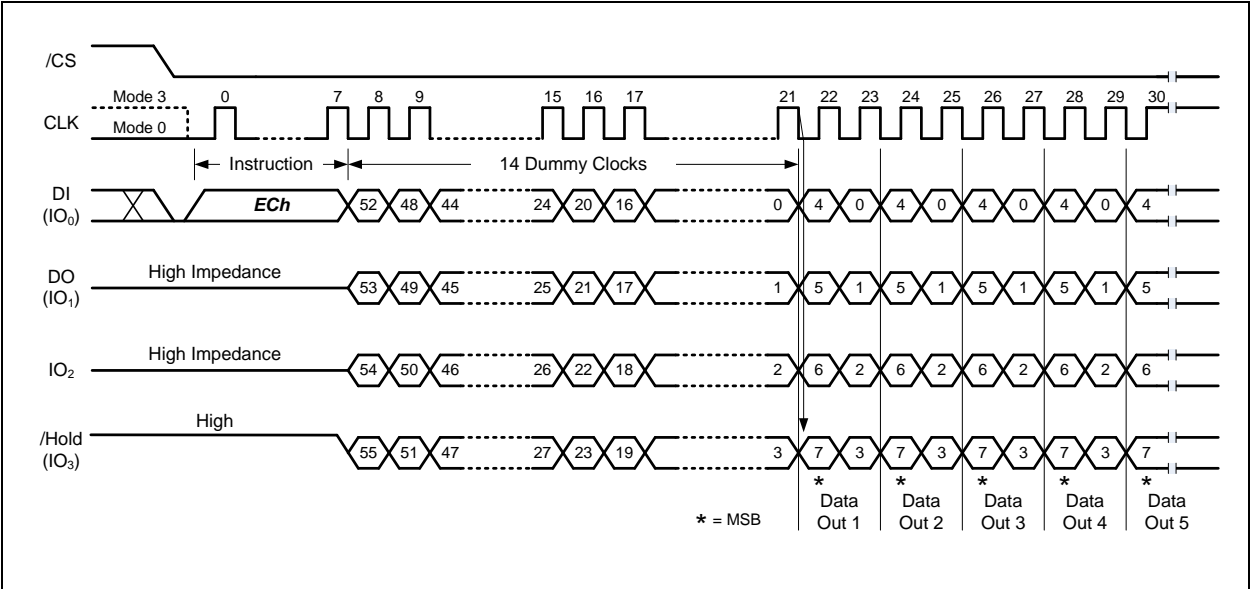 /CS
Mode 3
0 7 8 9 15 16 17 21 22 23 24 25 26 27 28 29 30
CLK
Mode 0
Instruction
14 Dummy Clocks
DI
(IO0)
ECh
52 48 44 24 20 16 0 4 0 4 0 4 0 4 0 4
DO
(IO1)
High Impedance
53 49 45 25 21 17 1 5 1 5 1 5 1 5 1 5
High Impedance
IO2
54 50 46 26 22 18 2 6 2 6 2 6 2 6 2 6
High
/Hold
(IO3)
55 51 47 27 23 19 3 7 3 7 3 7 3 7 3 7
* * * * *
* = MSB
Data
Out 1
Data
Out 2
Data
Out 3
Data
Out 4
Data
Out 5